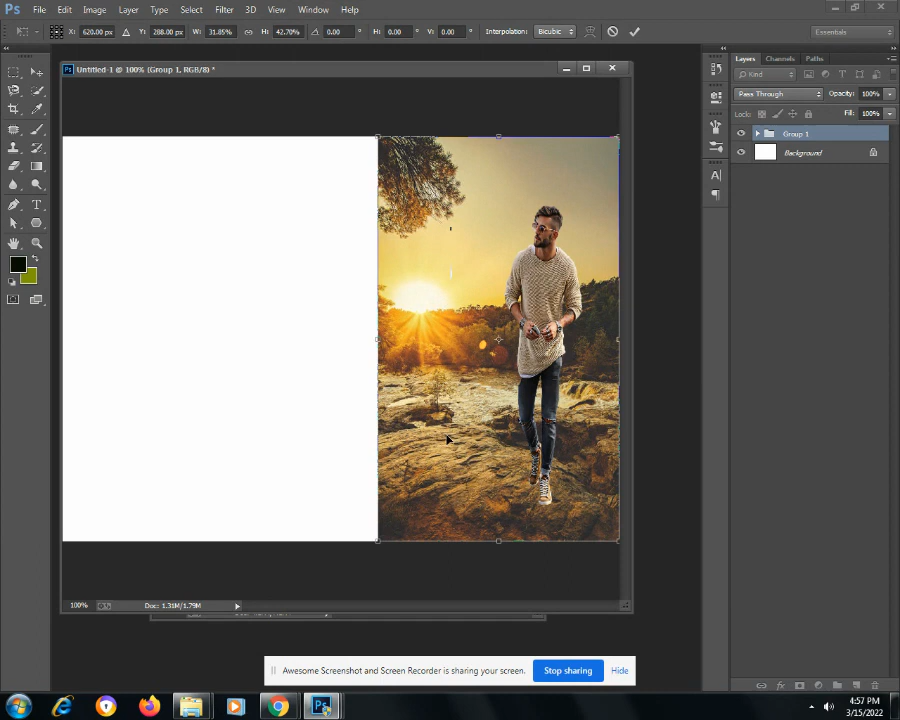 Ps File Edit Image Layer Type Select Filter 3D View Window Help
X: 620.00 px Y: 288.00 px W: 31.85% H: 42.70% 0.00 ° H: 0.00 ° V: 0.00 ° Interpolation: Bicubic Essentials
Ps Untitled-1 @ 100% (Group 1, RGB/8) *
Layers Channels Paths
Kind
Pass Through Opacity: 100%
Lock: Fill: 100%
Group 1
Background
100% Doc: 1.31M/1.79M
Awesome Screenshot and Screen Recorder is sharing your screen. Stop sharing Hide
4:57 PM
3/15/2022